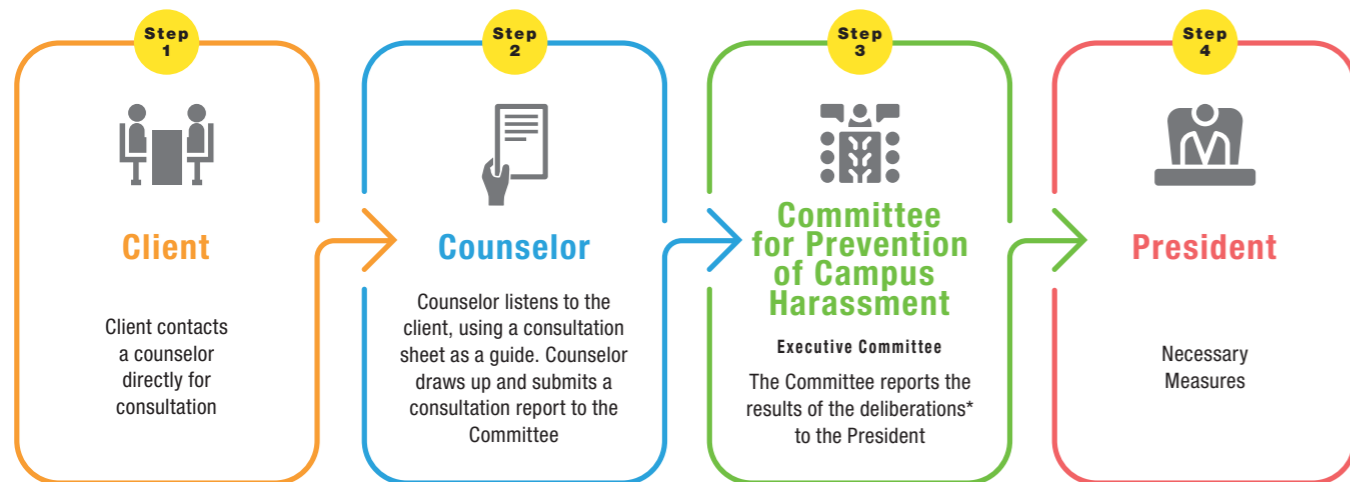 Step
1
Client
Client contacts
a counselor
directly for
consultation
Step
2
Counselor
Counselor listens to the
client, using a consultation
sheet as a guide. Counselor
draws up and submits a
consultation report to the
Committee
Step
3
Committee
for Prevention
of Campus
Harassment
Executive Committee
The Committee reports the
results of the deliberations*
to the President
Step
4
President
Necessary
Measures